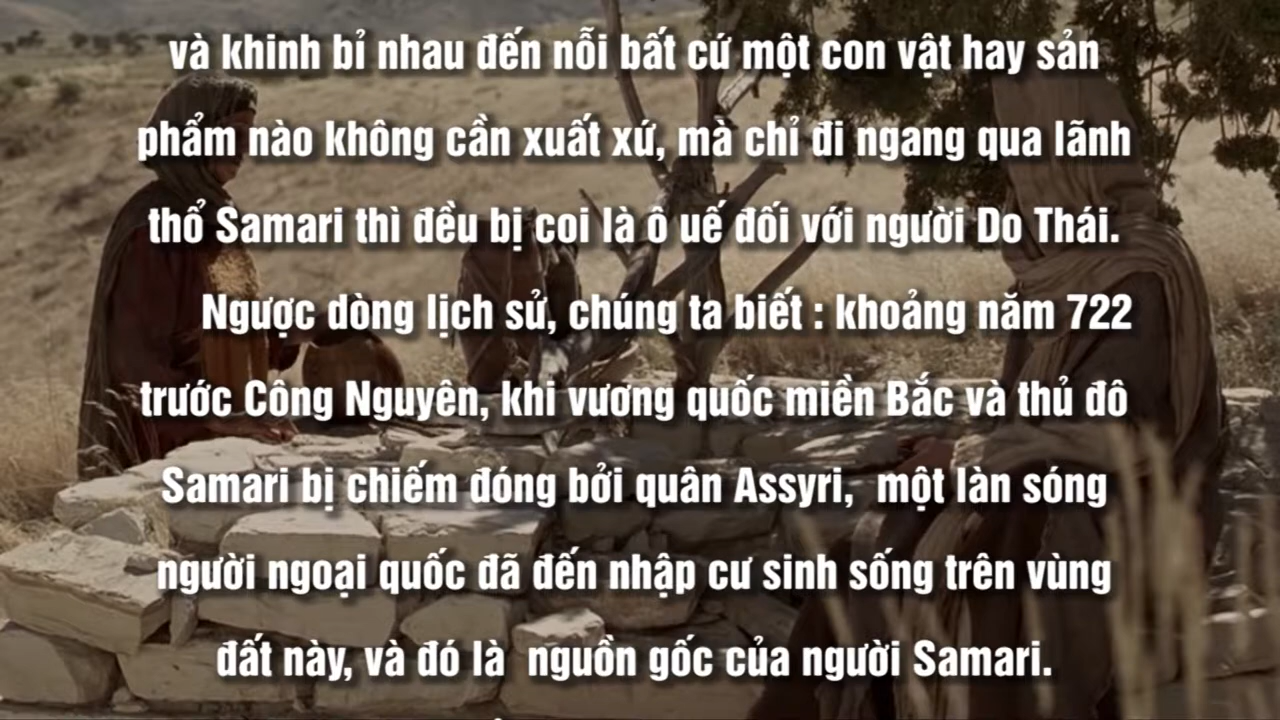 và khinh bỉ nhau đến nỗi bất cứ một con vật hay sản
phẩm nào không cần xuất xứ, mà chỉ đi ngang qua lãnh
thổ Samari thì đều bị coi là ô uế đối với người Do Thái.
Ngược dòng lịch sử, chúng ta biết : khoảng năm 722
trước Công Nguyên, khi vương quốc miền Bắc và thủ đô
Samari bị chiếm đóng bởi quân Assyri,  một làn sóng
người ngoại quốc đã đến nhập cư sinh sống trên vùng
đất này, và đó là  nguồn gốc của người Samari.